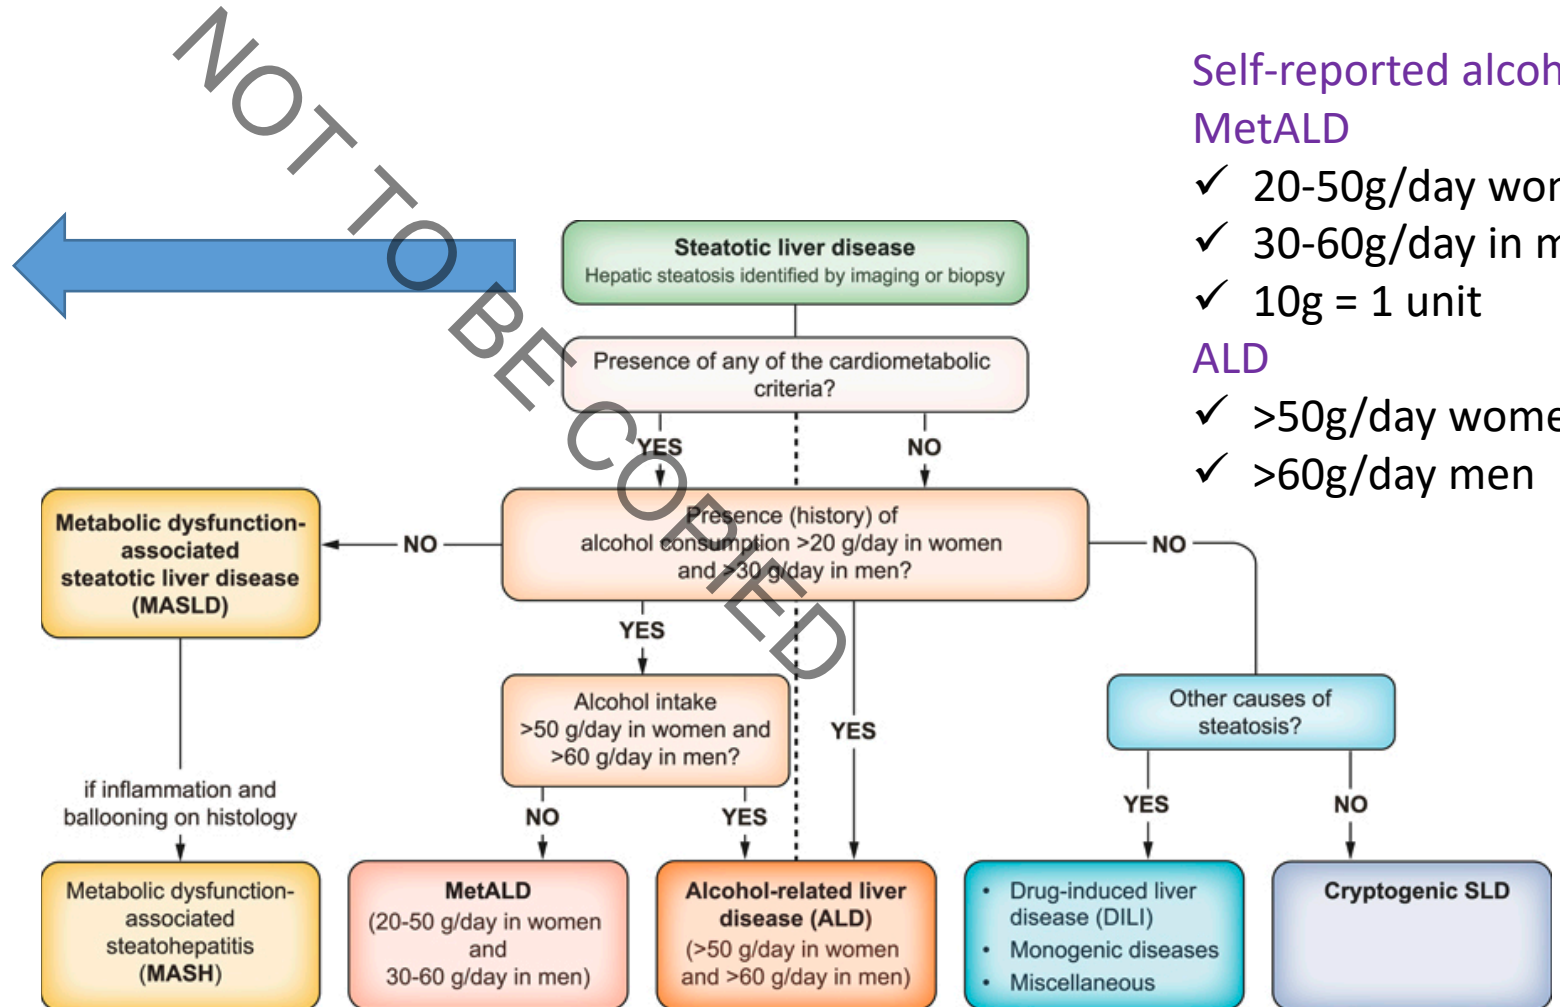 NOT TO BE COPIED
Self-reported
MetALD
✓ 20-50g/day
✓ 30-60g/day in
✓ 10g = 1 unit
ALD
✓ >50g/day
✓ >60g/day men
Steatotic liver disease
Hepatic steatosis identified by imaging or biopsy
Presence of any of the cardiometabolic
criteria?
YES
NO
Metabolic dysfunction-
associated
steatotic liver disease
(MASLD)
NO
Presence (history) of
alcohol consumption >20 g/day in women
and >30 g/day in men?
NO
YES
Alcohol intake
>50 g/day in women and
>60 g/day in men?
YES
Other causes of
steatosis?
if inflammation and
ballooning on histology
NO
YES
YES
NO
Metabolic dysfunction-
associated
steatohepatitis
(MASH)
MetALD
(20-50 g/day in women
and
30-60 g/day in men)
Alcohol-related liver
disease (ALD)
(>50 g/day in women
and >60 g/day in men)
• Drug-induced liver
disease (DILI)
• Monogenic diseases
• Miscellaneous
Cryptogenic SLD